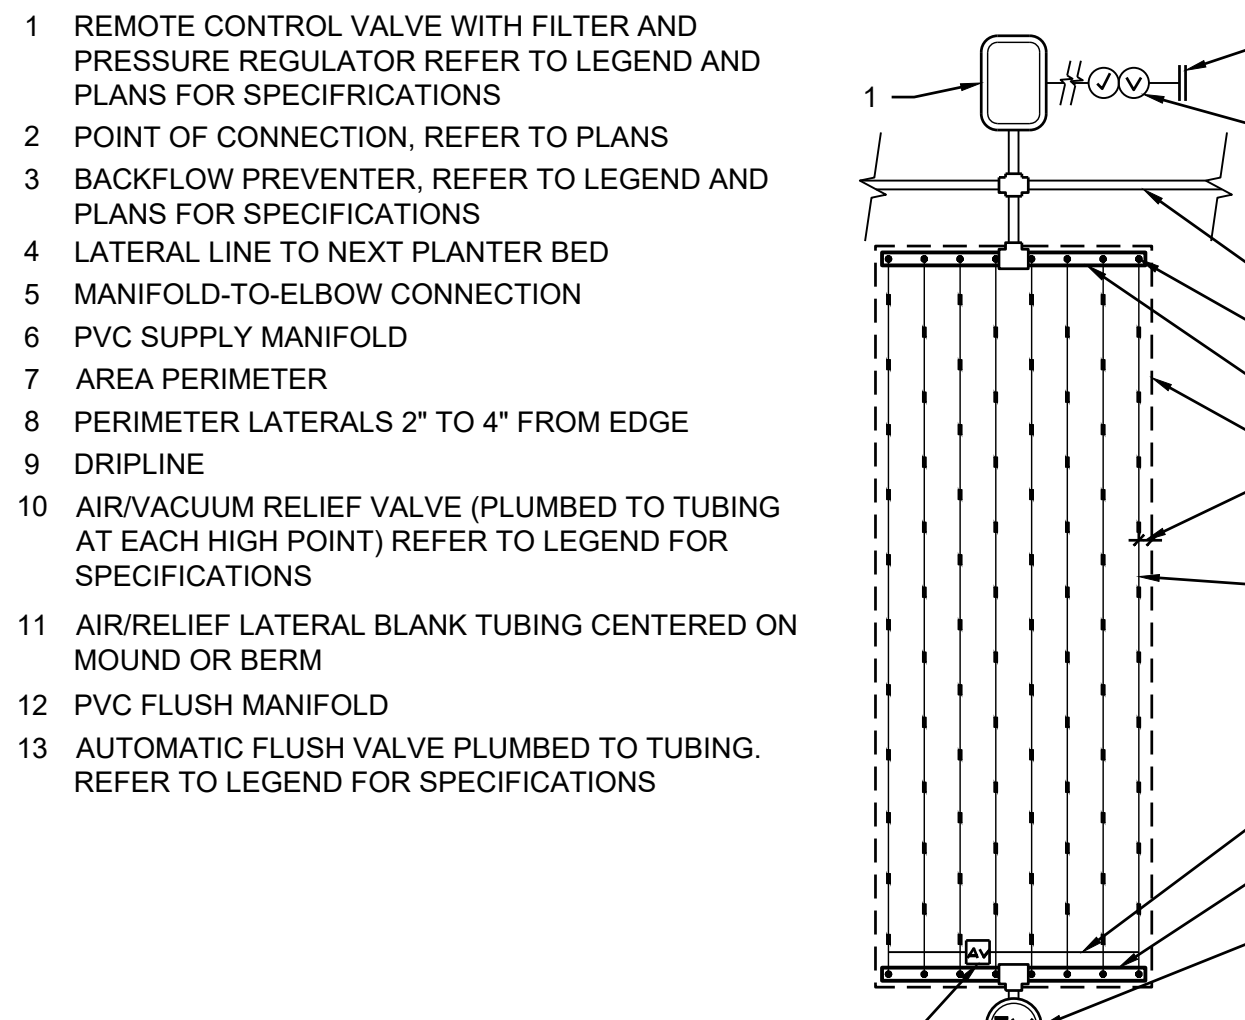 1 REMOTE CONTROL VALVE WITH FILTER AND
PRESSURE REGULATOR REFER TO LEGEND AND
PLANS FOR SPECIFRICATIONS
2 POINT OF CONNECTION, REFER TO PLANS
3 BACKFLOW PREVENTER, REFER TO LEGEND AND
PLANS FOR SPECIFICATIONS
4 LATERAL LINE TO NEXT PLANTER BED
5 MANIFOLD-TO-ELBOW CONNECTION
6 PVC SUPPLY MANIFOLD
7 AREA PERIMETER
8 PERIMETER LATERALS 2" TO 4" FROM EDGE
9 DRIPLINE
10 AIR/VACUUM RELIEF VALVE (PLUMBED TO TUBING
AT EACH HIGH POINT) REFER TO LEGEND FOR
SPECIFICATIONS
11 AIR/RELIEF LATERAL BLANK TUBING CENTERED ON
MOUND OR BERM
12 PVC FLUSH MANIFOLD
13 AUTOMATIC FLUSH VALVE PLUMBED TO TUBING.
REFER TO LEGEND FOR SPECIFICATIONS
1
AV